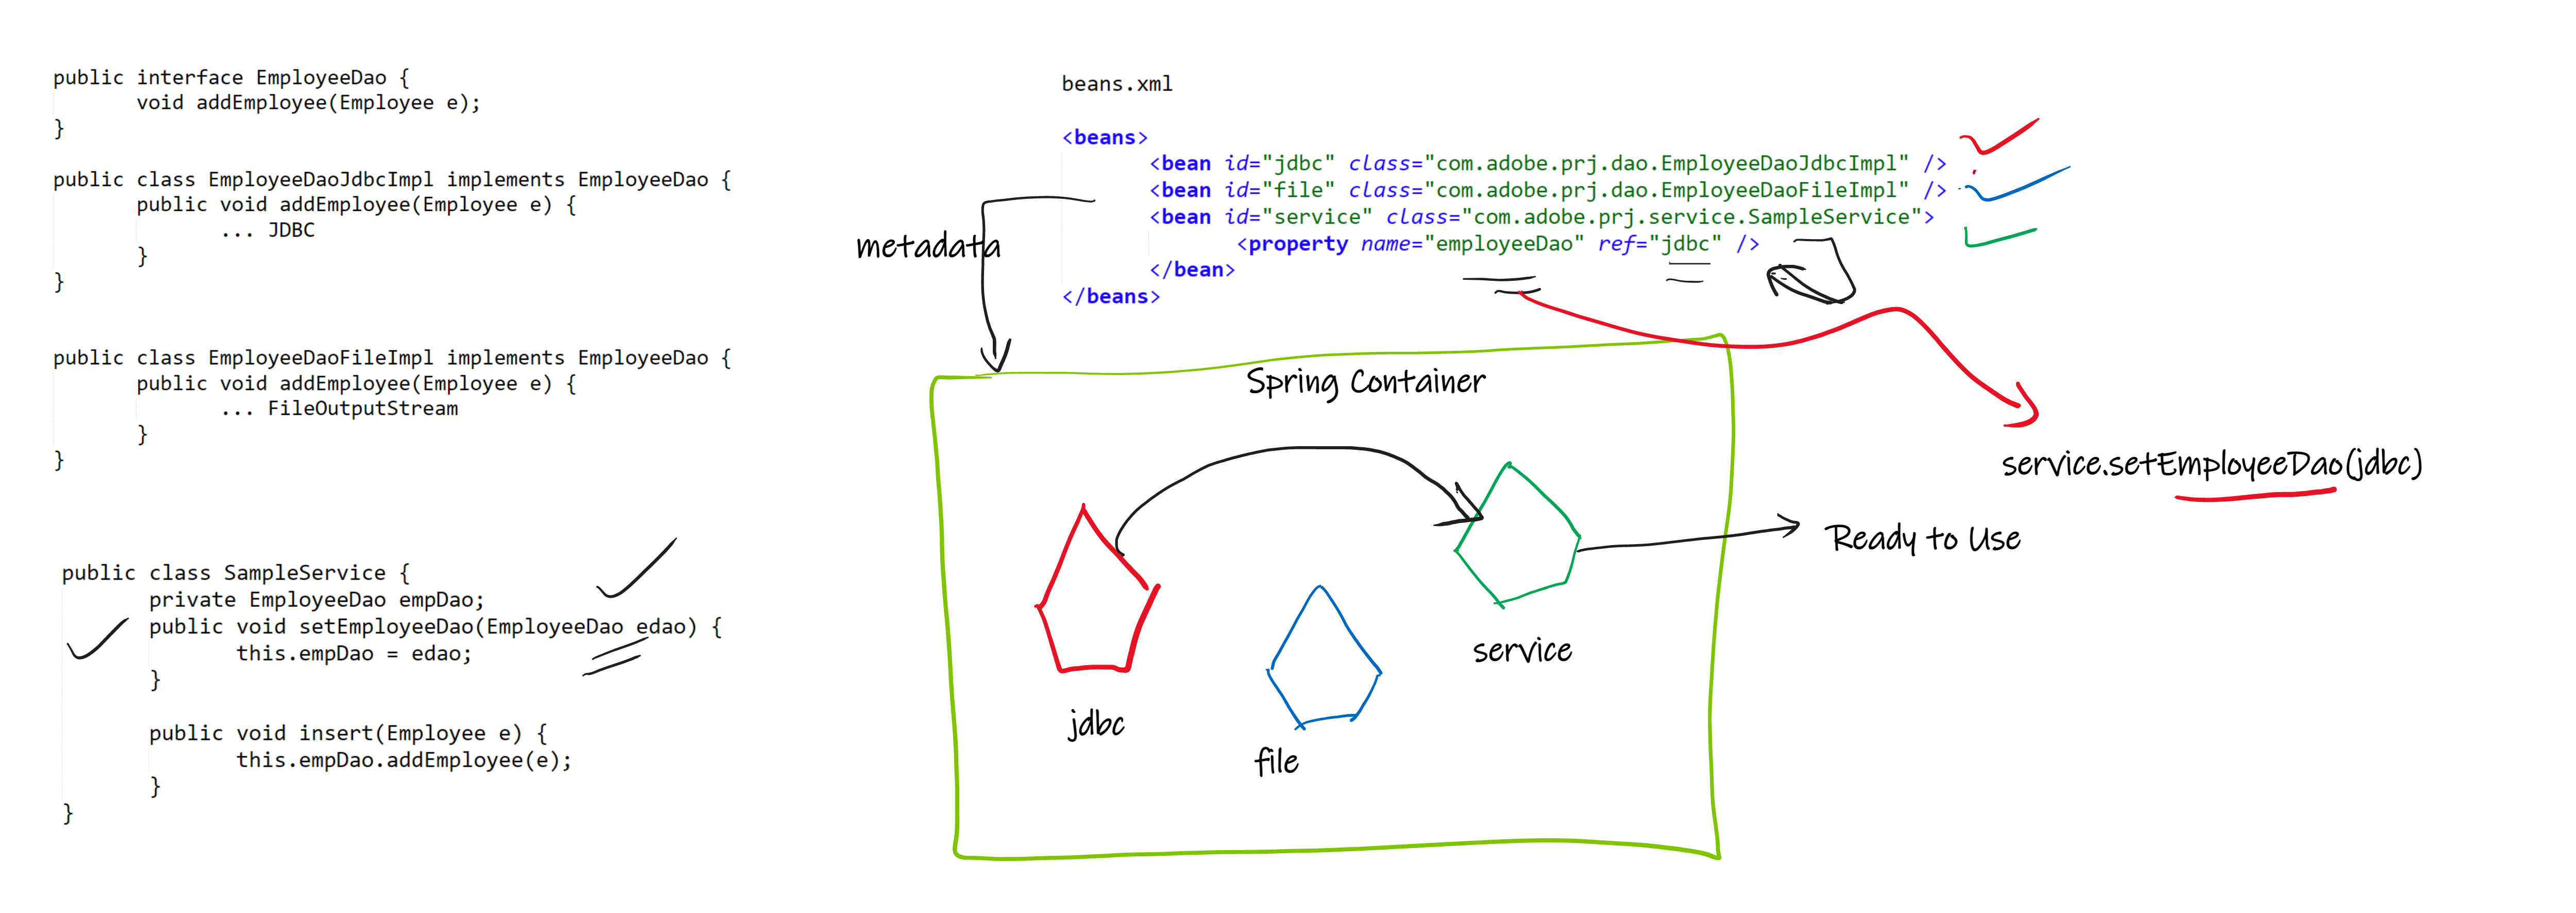 public interface EmployeeDao {
void addEmployee(Employee e);
}
public class EmployeeDaoJdbcImpl implements EmployeeDao {
public void addEmployee(Employee e) {
... JDBC
}
}
public class EmployeeDaoFileImpl implements EmployeeDao {
public void addEmployee(Employee e) {
... FileOutputStream
}
}
public class SampleService {
private EmployeeDao empDao;
public void setEmployeeDao(EmployeeDao edao) {
this.empDao = edao;
}
public void insert(Employee e) {
this.empDao.addEmployee(e);
}
}
beans.xml
<beans>
<bean id="jdbc" class="com.adobe.prj.dao.EmployeeDaoJdbcImpl" />
<bean id="file" class="com.adobe.prj.dao.EmployeeDaoFileImpl" />
<bean id="service" class="com.adobe.prj.service.SampleService">
<property name="employeeDao" ref="jdbc" />
</bean>
</beans>
metadata
Spring Container
jdbc
file
service
service.setEmployeeDao(jdbc)
Ready to Use